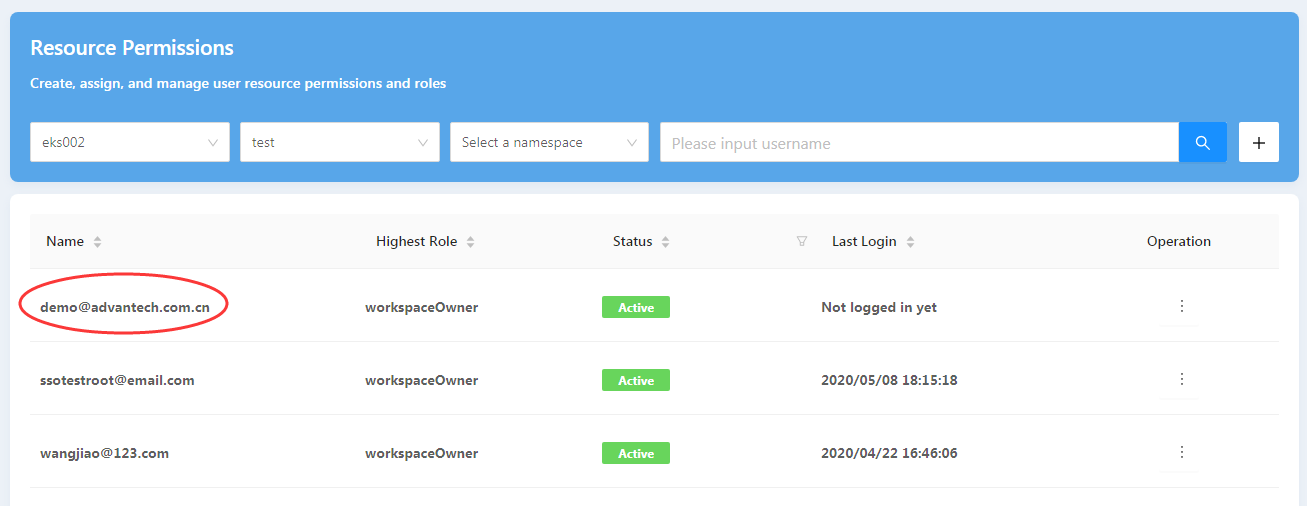 Resource Permissions
Create, assign, and manage user resource permissions and roles
eks002 test Select a namespace Please input username
Name Highest Role Status Last Login Operation
demo@advantech.com.cn workspaceOwner Active Not logged in yet
ssotestroot@email.com workspaceOwner Active 2020/05/08 18:15:18
wangjiao@123.com workspaceOwner Active 2020/04/22 16:46:06